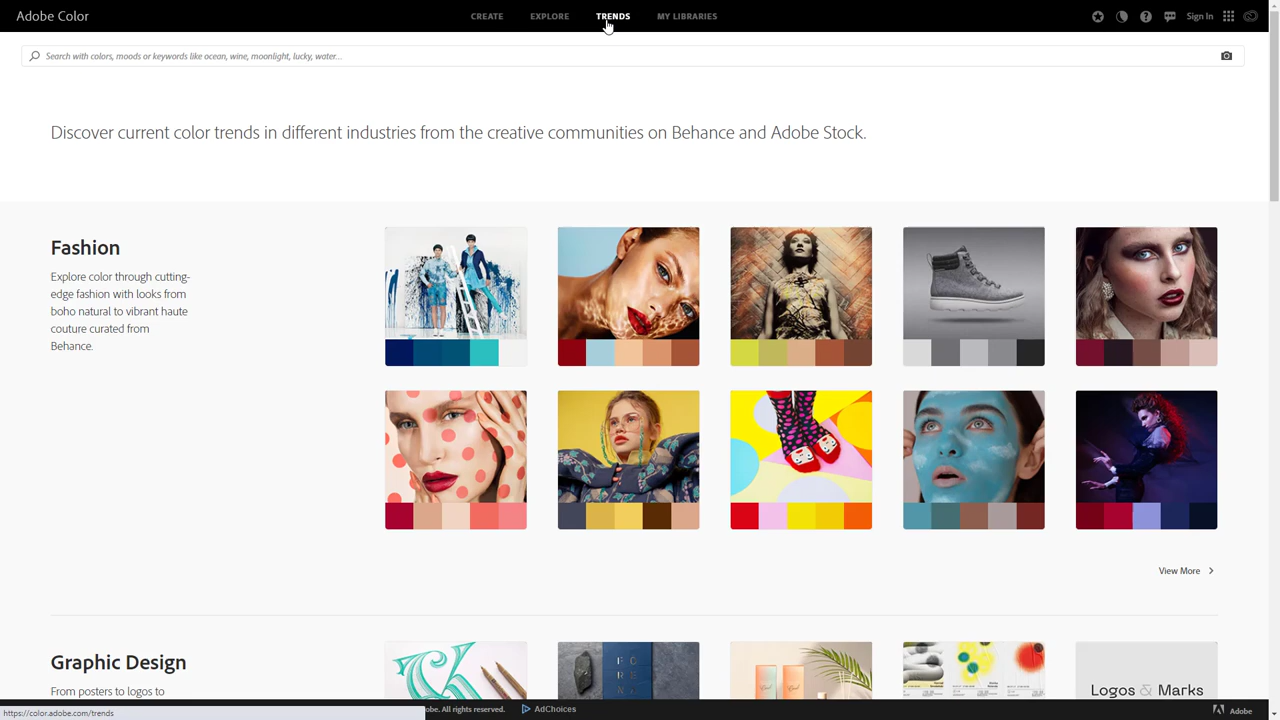 Adobe Color
CREATE EXPLORE TRENDS MY LIBRARIES
Sign In
Search with colors, moods or keywords like ocean, wine, moonlight, lucky, water...
Discover current color trends in different industries from the creative communities on Behance and Adobe Stock.
Fashion
Explore color through cutting-
edge fashion with looks from
boho natural to vibrant haute
couture curated from
Behance.
View More
Graphic Design
From posters to logos to
Logos & Marks
https://color.adobe.com/trends
obe. All rights reserved.
AdChoices
Adobe